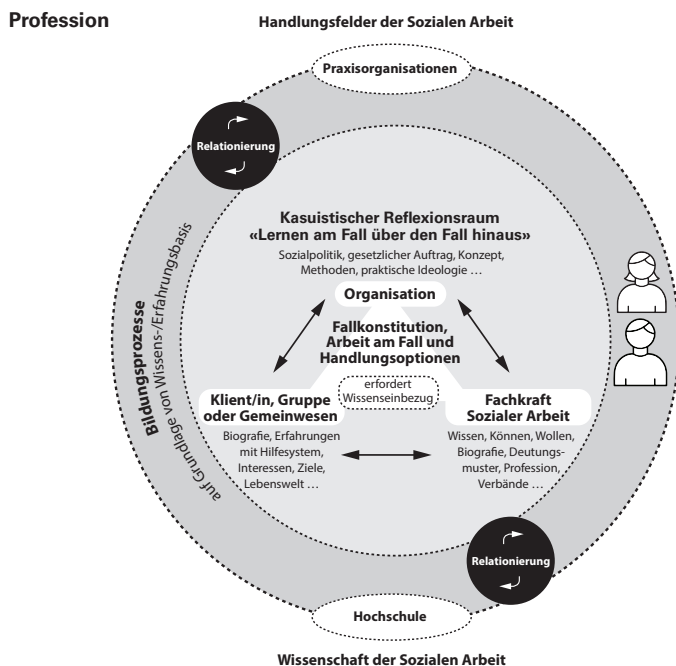 Profession
Handlungsfelder der Sozialen Arbeit
Praxisorganisationen
Relationierung
Kasuistischer Reflexionsraum
«Lernen am Fall über den Fall hinaus»
Sozialpolitik, gesetzlicher Auftrag, Konzept,
Methoden, praktische Ideologie ...
Organisation
Fallkonstitution,
Arbeit am Fall und
Handlungsoptionen
erfordert
Wissenseinbezug
Klient/in, Gruppe
oder Gemeinwesen
Biografie, Erfahrungen
mit Hilfesystem,
Interessen, Ziele,
Lebenswelt ...
Fachkraft
Sozialer Arbeit
Wissen, Können, Wollen,
Biografie, Deutungs-
muster, Profession,
Verbände ...
Bildungsprozesse
auf Grundlage von Wissens-/Erfahrungsbasis
Relationierung
Hochschule
Wissenschaft der Sozialen Arbeit